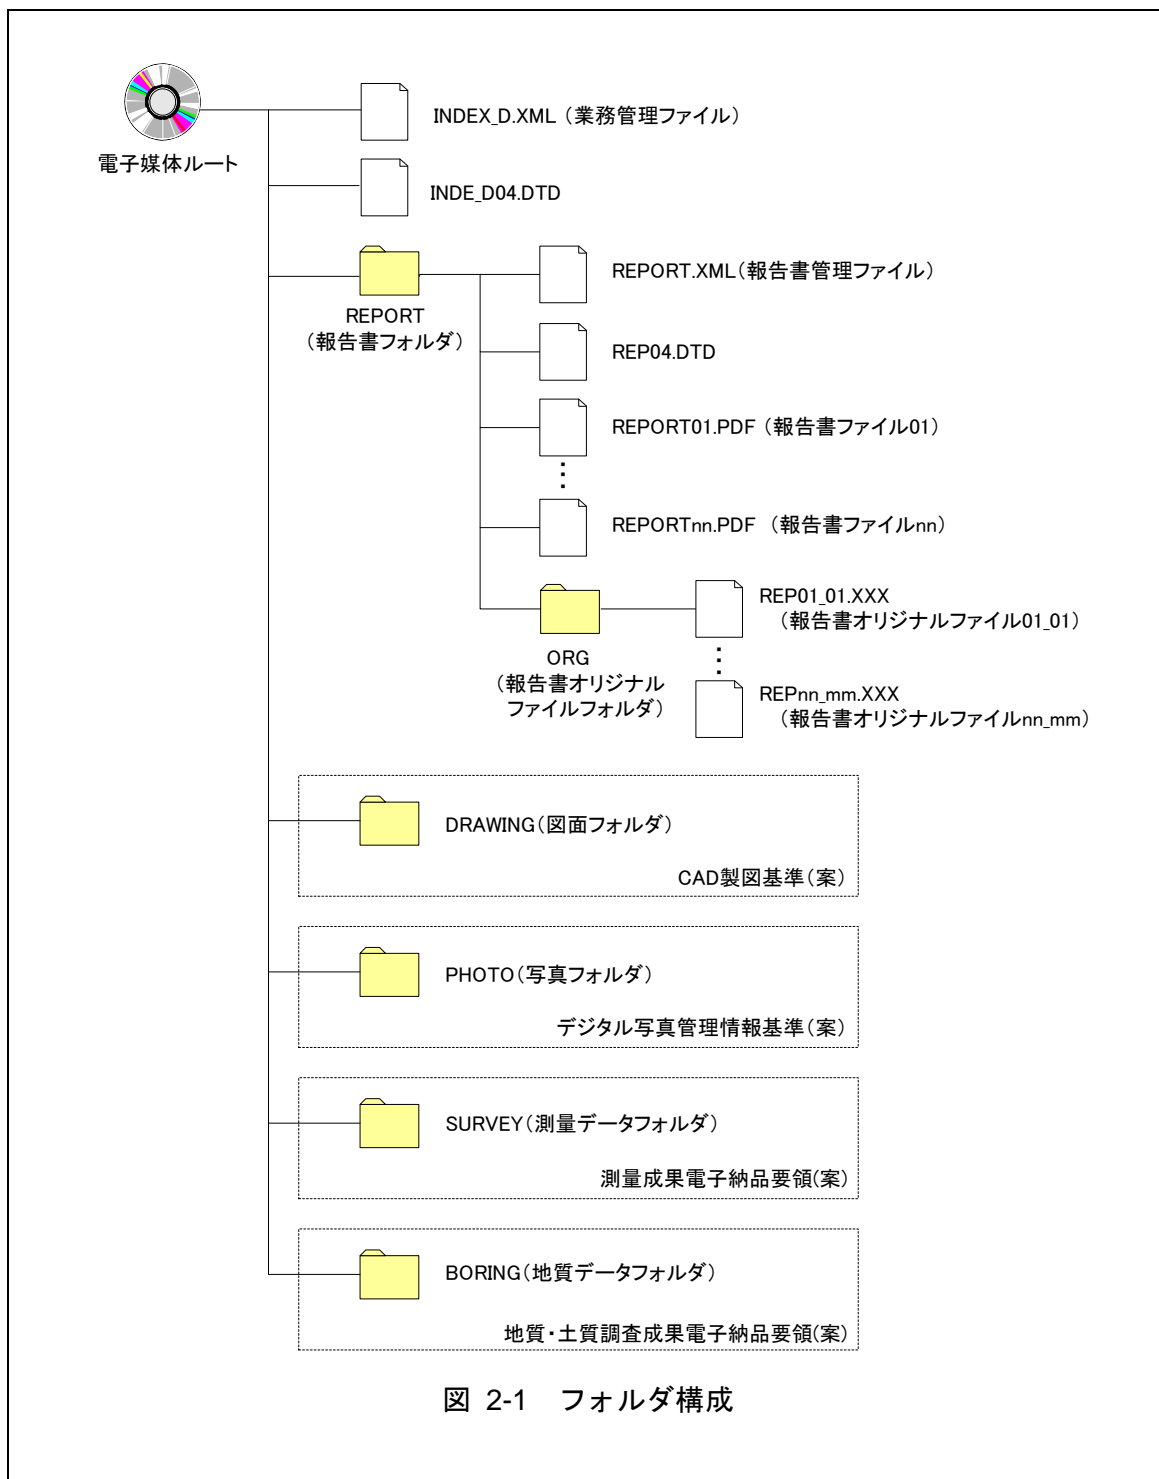 電子媒体ルート
INDEX_D.XML（業務管理ファイル）
INDE_D04.DTD
REPORT
（報告書フォルダ）
REPORT.XML（報告書管理ファイル）
REP04.DTD
REPORT01.PDF（報告書ファイル01）
REPORTnn.PDF （報告書ファイルnn）
ORG
（報告書オリジナル
ファイルフォルダ）
REP01_01.XXX
（報告書オリジナルファイル01_01）
REPnn_mm.XXX
（報告書オリジナルファイルnn_mm）
DRAWING（図面フォルダ）
CAD製図基準（案）
PHOTO（写真フォルダ）
デジタル写真管理情報基準（案）
SURVEY（測量データフォルダ）
測量成果電子納品要領(案)
BORING（地質データフォルダ）
地質・土質調査成果電子納品要領(案)
図 2-1　フォルダ構成